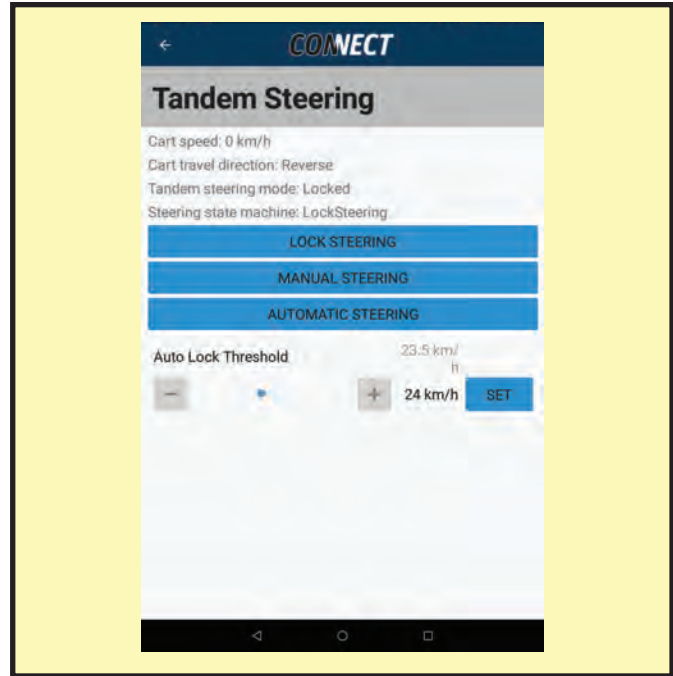 CONNECT
Tandem Steering
Cart speed: 0 km/h
Cart travel direction: Reverse
Tandem steering mode: Locked
Steering state machine: LockSteering
LOCK STEERING
MANUAL STEERING
AUTOMATIC STEERING
Auto Lock Threshold 23.5 km/
h
24 km/h SET